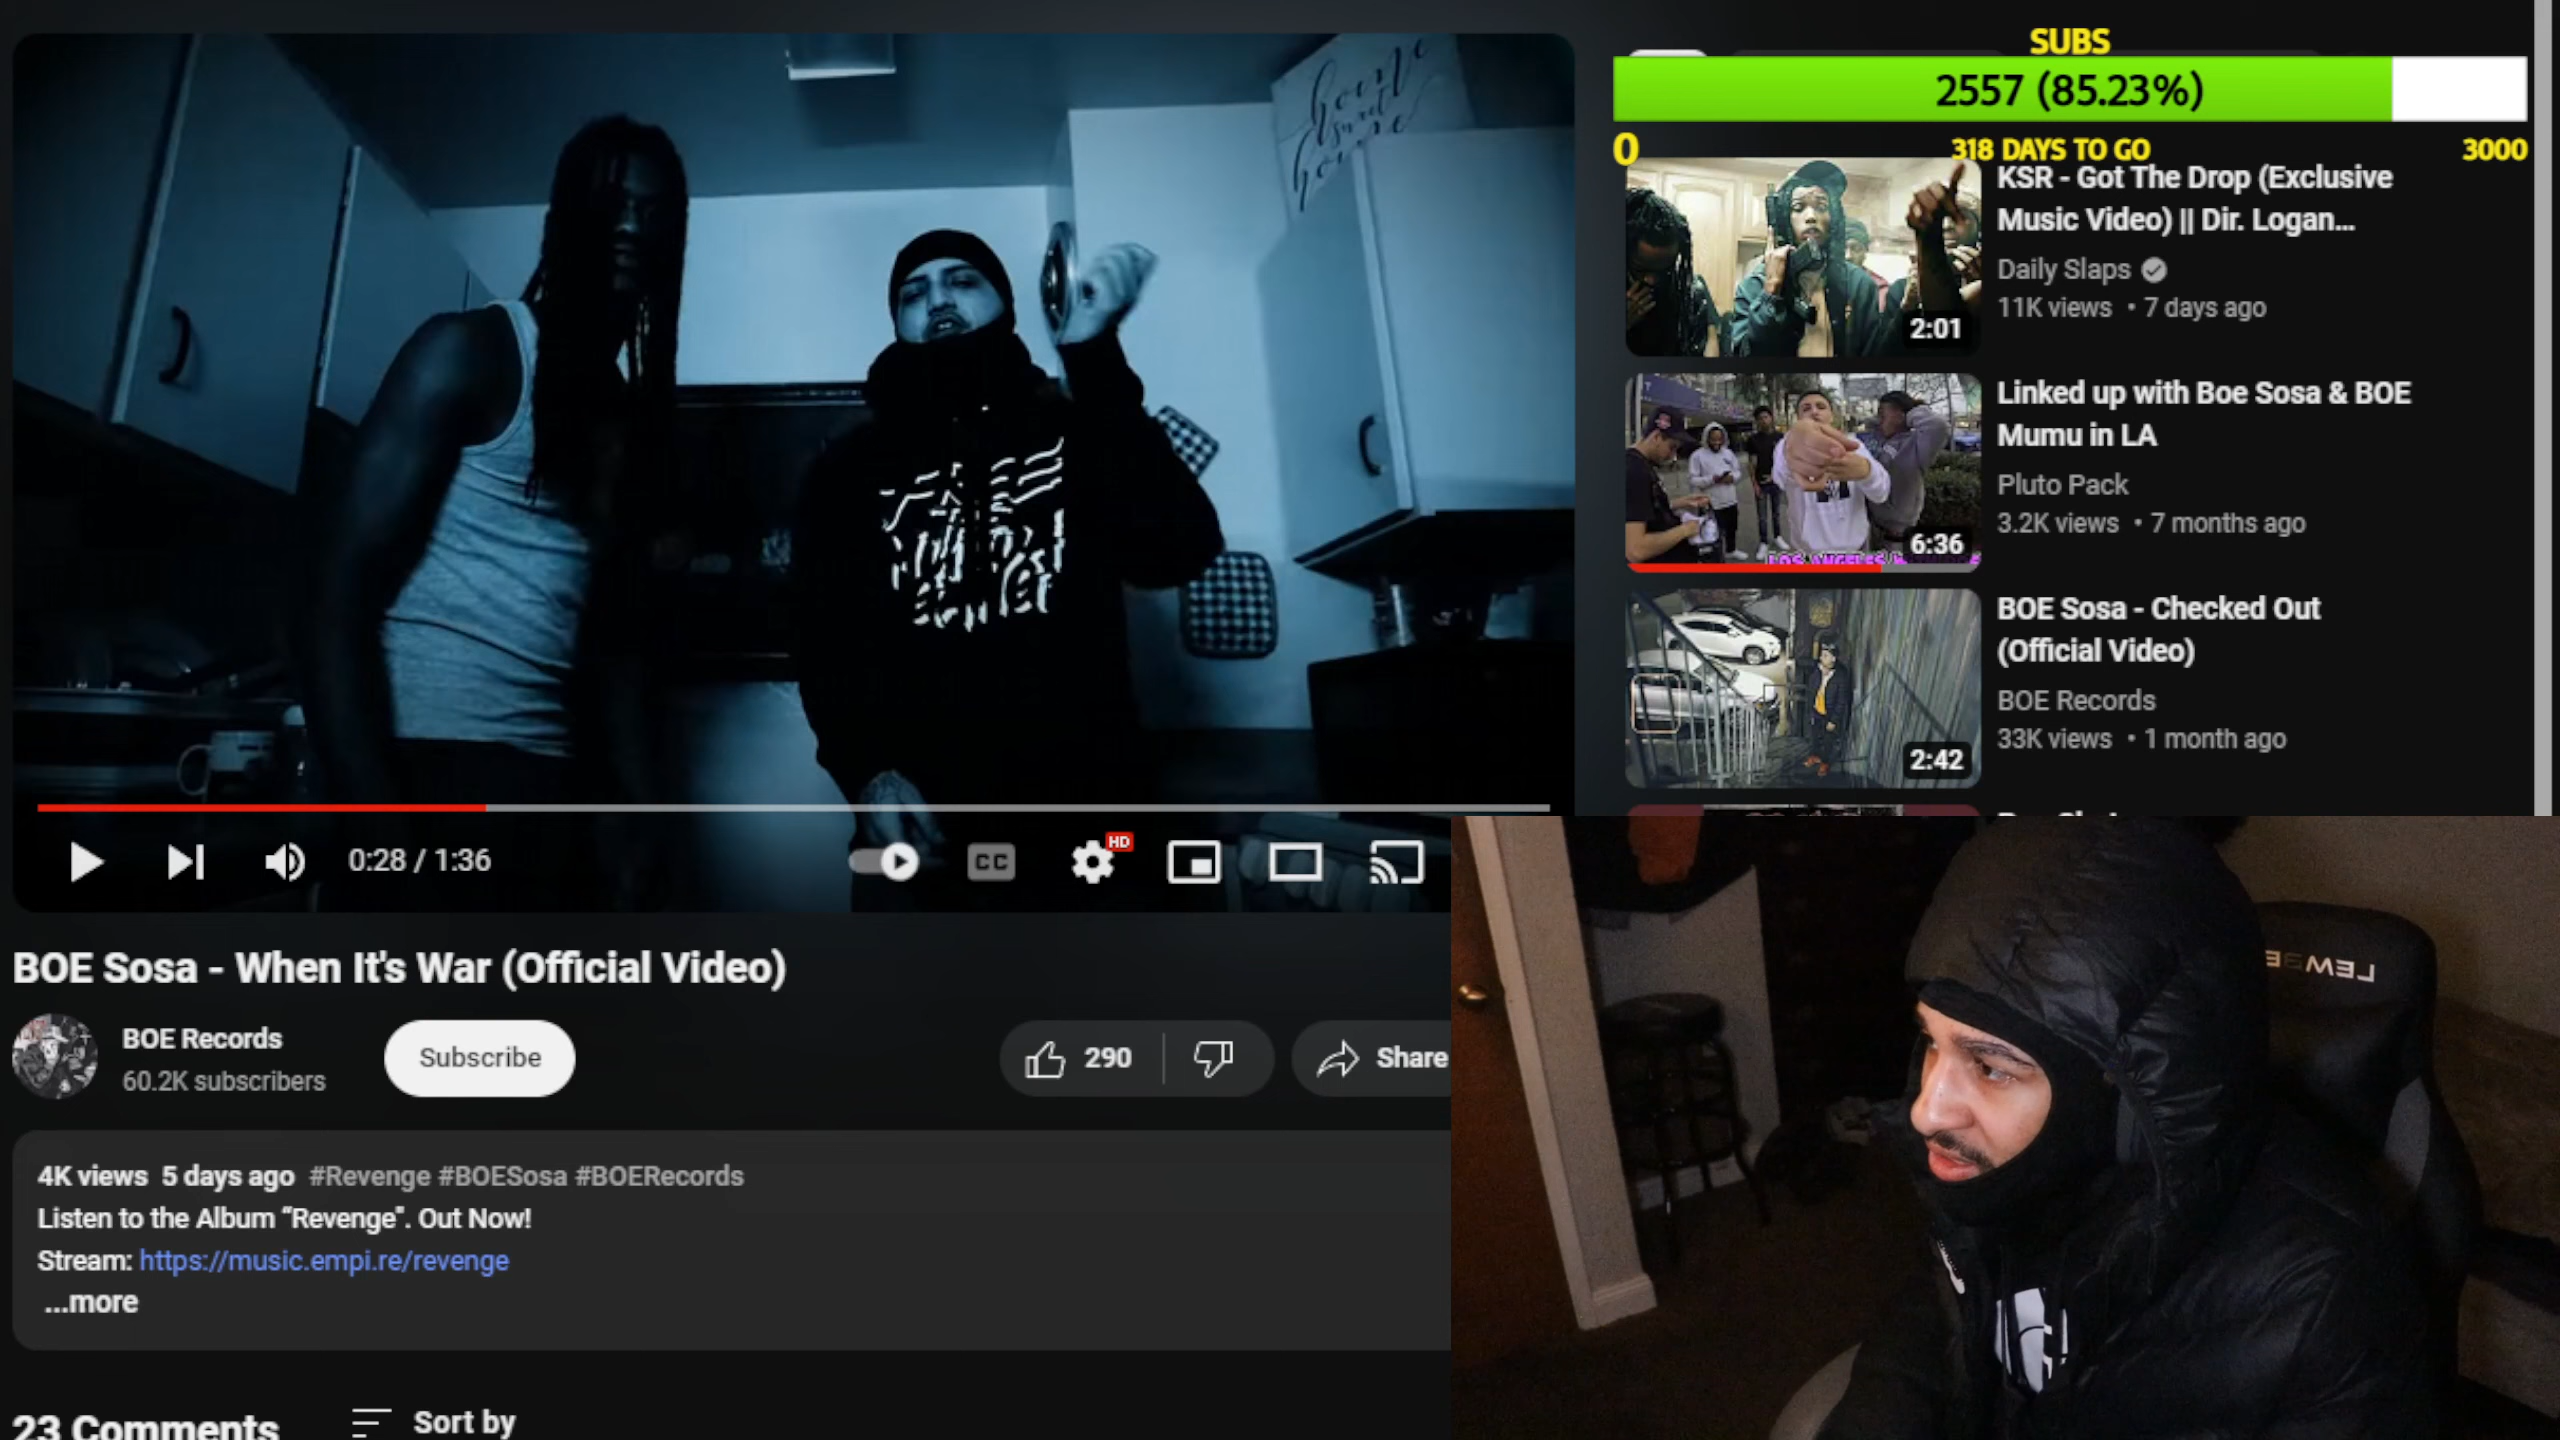 SUBS
2557 (85.23%)
0
318 DAYS TO GO
3000
home
sweet
home
KSR - Got The Drop (Exclusive
Music Video) || Dir. Logan...
Daily Slaps
11K views • 7 days ago
2:01
Linked up with Boe Sosa & BOE
Mumu in LA
Pluto Pack
3.2K views • 7 months ago
6:36
BOE Sosa - Checked Out
(Official Video)
BOE Records
33K views • 1 month ago
2:42
0:28 / 1:36
CC
HD
BOE Sosa - When It's War (Official Video)
BOE Records
60.2K subscribers
Subscribe
290
Share
4K views 5 days ago #Revenge #BOESosa #BOERecords
Listen to the Album “Revenge". Out Now!
Stream: https://music.empi.re/revenge
...more
23 Comments
Sort by